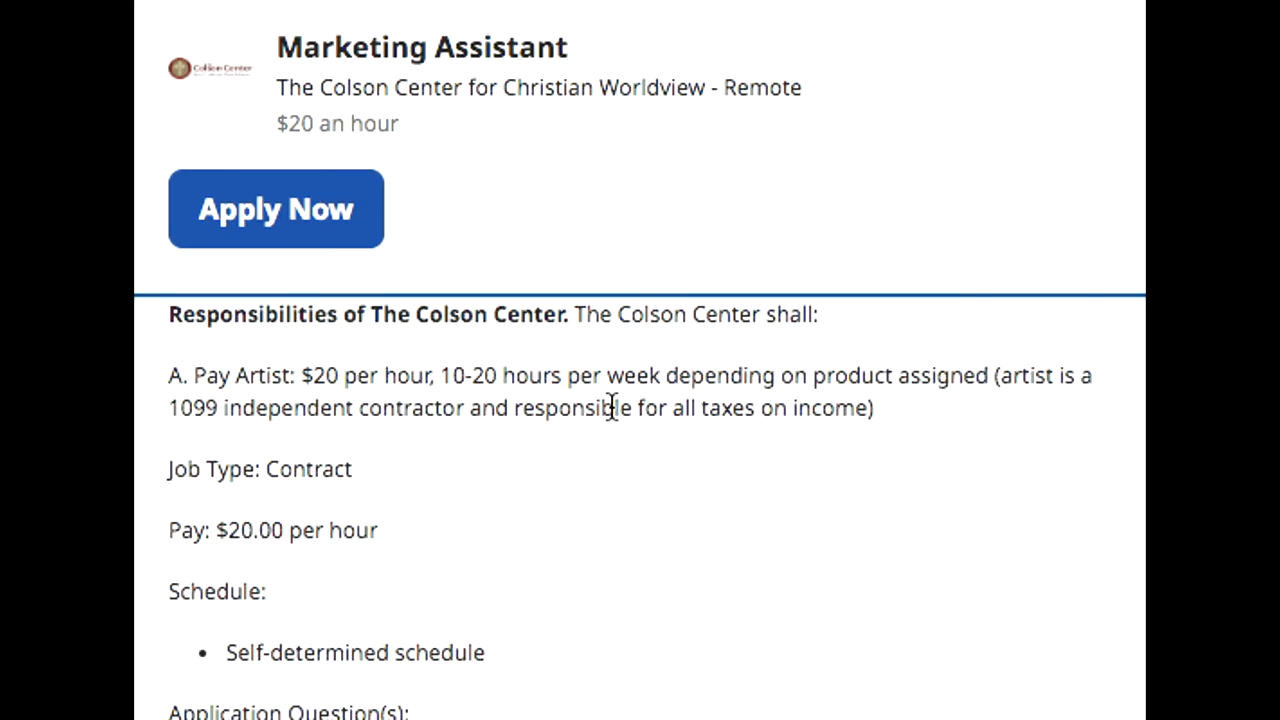 Colson Center
Marketing Assistant
The Colson Center for Christian Worldview - Remote
$20 an hour
Apply Now
Responsibilities of The Colson Center. The Colson Center shall:
A. Pay Artist: $20 per hour, 10-20 hours per week depending on product assigned (artist is a
1099 independent contractor and responsible for all taxes on income)
Job Type: Contract
Pay: $20.00 per hour
Schedule:
• Self-determined schedule
Application Question(s):